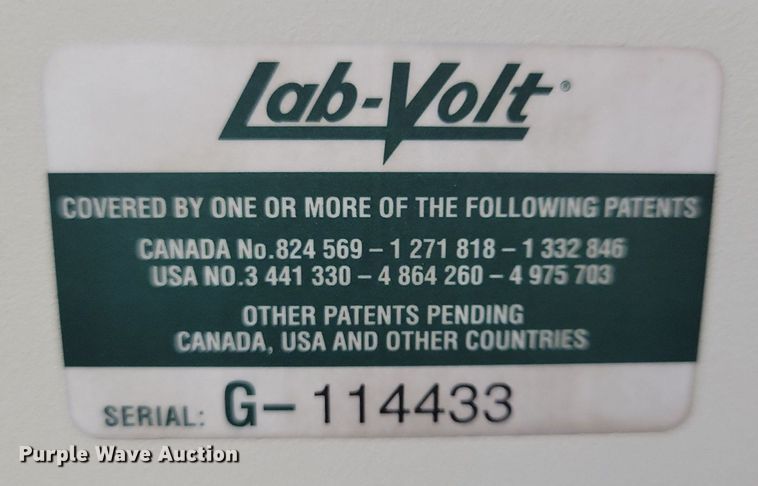 Lab-Volt®
COVERED BY ONE OR MORE OF THE FOLLOWING PATENTS
CANADA No.824 569 – 1 271 818 – 1 332 846
USA NO.3 441 330 – 4 864 260 – 4 975 703
OTHER PATENTS PENDING
CANADA, USA AND OTHER COUNTRIES
SERIAL: G– 114433
Purple Wave Auction